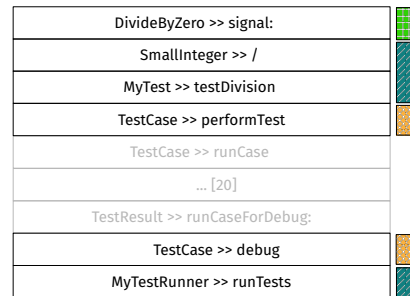 DivideByZero >> signal:
SmallInteger >> /
MyTest >> testDivision
TestCase >> performTest
TestCase >> runCase
... [20]
TestResult >> runCaseForDebug:
TestCase >> debug
MyTestRunner >> runTests